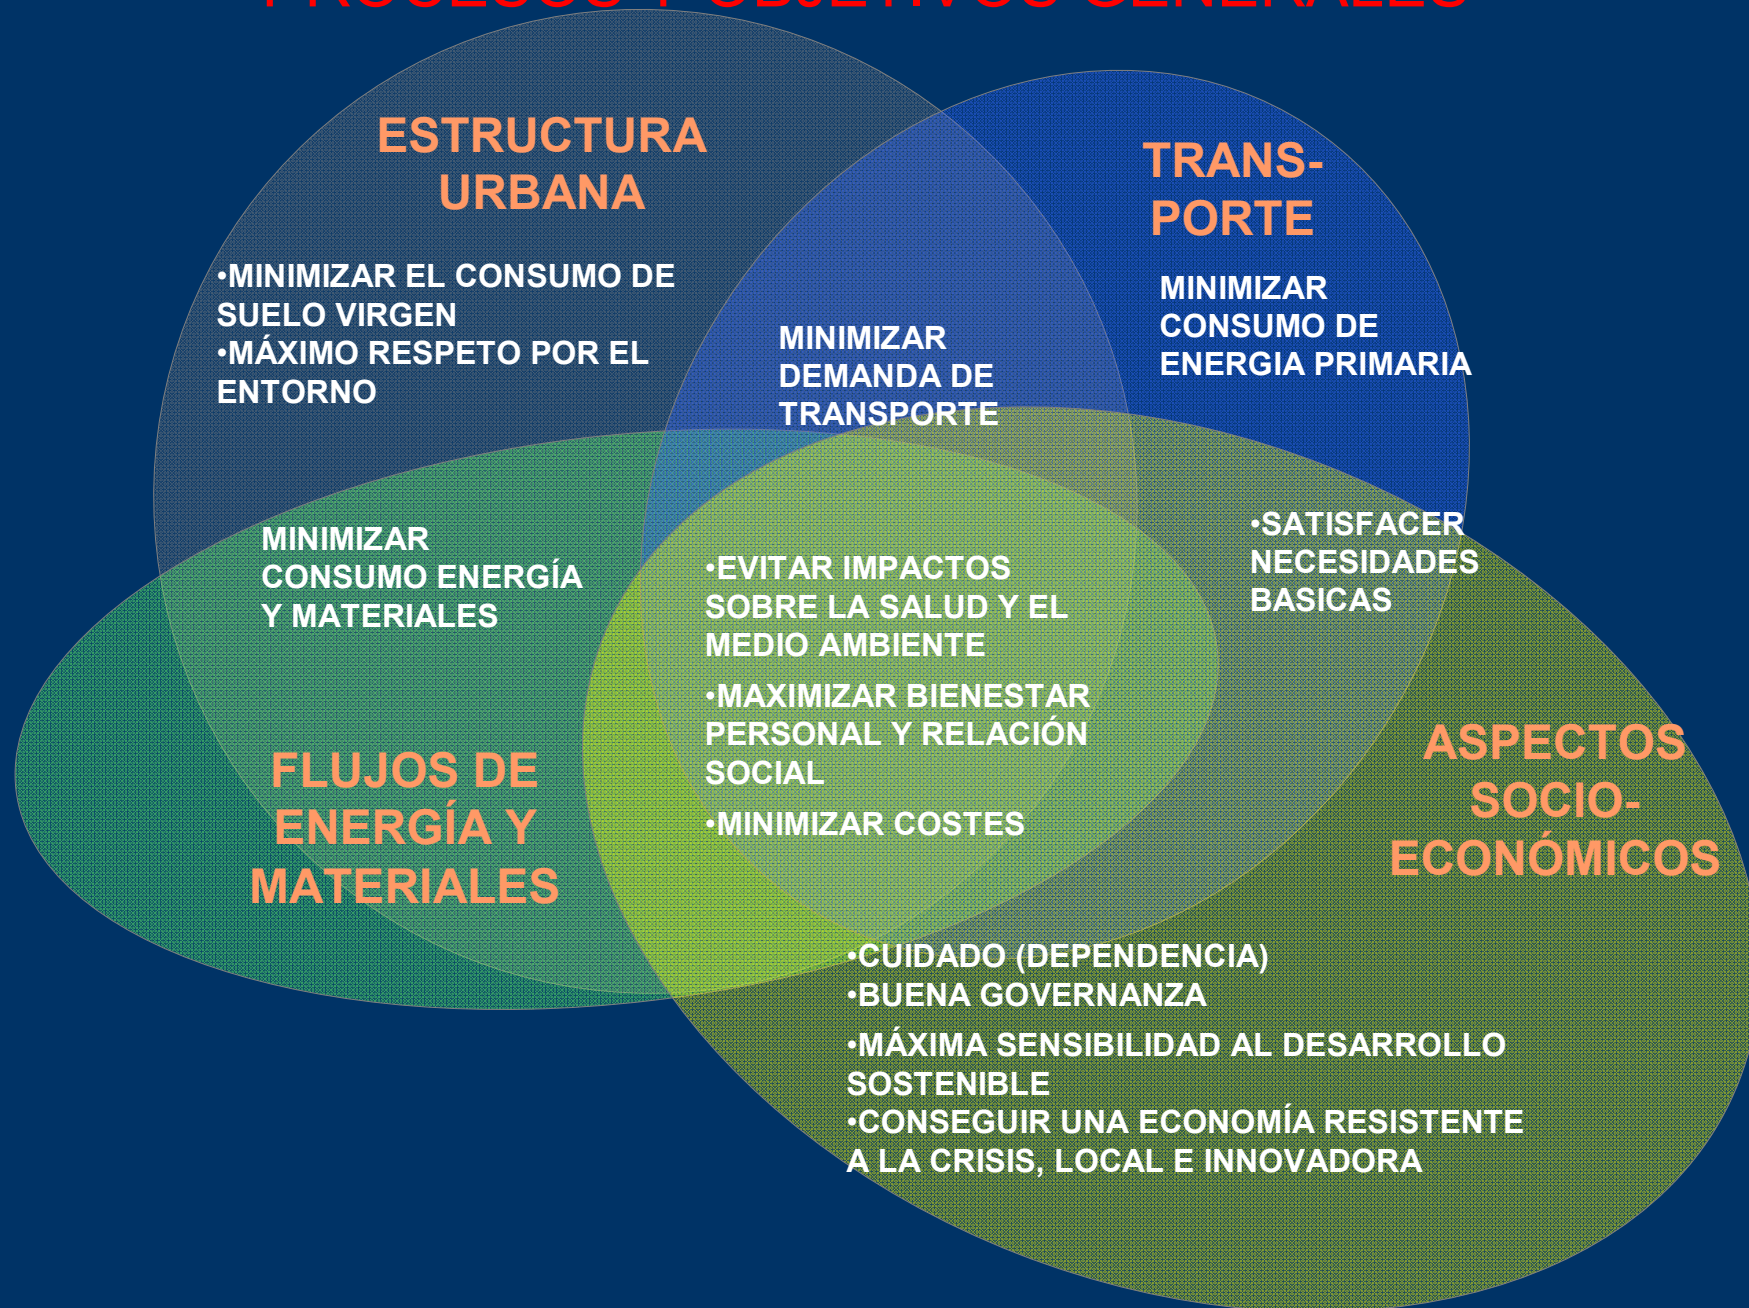 PROCESOS Y OBJETIVOS GENERALES
ESTRUCTURA
URBANA
•MINIMIZAR EL CONSUMO DE
SUELO VIRGEN
•MÁXIMO RESPETO POR EL
ENTORNO
TRANS-
PORTE
MINIMIZAR
CONSUMO DE
ENERGIA PRIMARIA
MINIMIZAR
DEMANDA DE
TRANSPORTE
MINIMIZAR
CONSUMO ENERGÍA
Y MATERIALES
•EVITAR IMPACTOS
SOBRE LA SALUD Y EL
MEDIO AMBIENTE
•MAXIMIZAR BIENESTAR
PERSONAL Y RELACIÓN
SOCIAL
•MINIMIZAR COSTES
•SATISFACER
NECESIDADES
BASICAS
FLUJOS DE
ENERGÍA Y
MATERIALES
ASPECTOS
SOCIO-
ECONÓMICOS
•CUIDADO (DEPENDENCIA)
•BUENA GOVERNANZA
•MÁXIMA SENSIBILIDAD AL DESARROLLO
SOSTENIBLE
•CONSEGUIR UNA ECONOMÍA RESISTENTE
A LA CRISIS, LOCAL E INNOVADORA